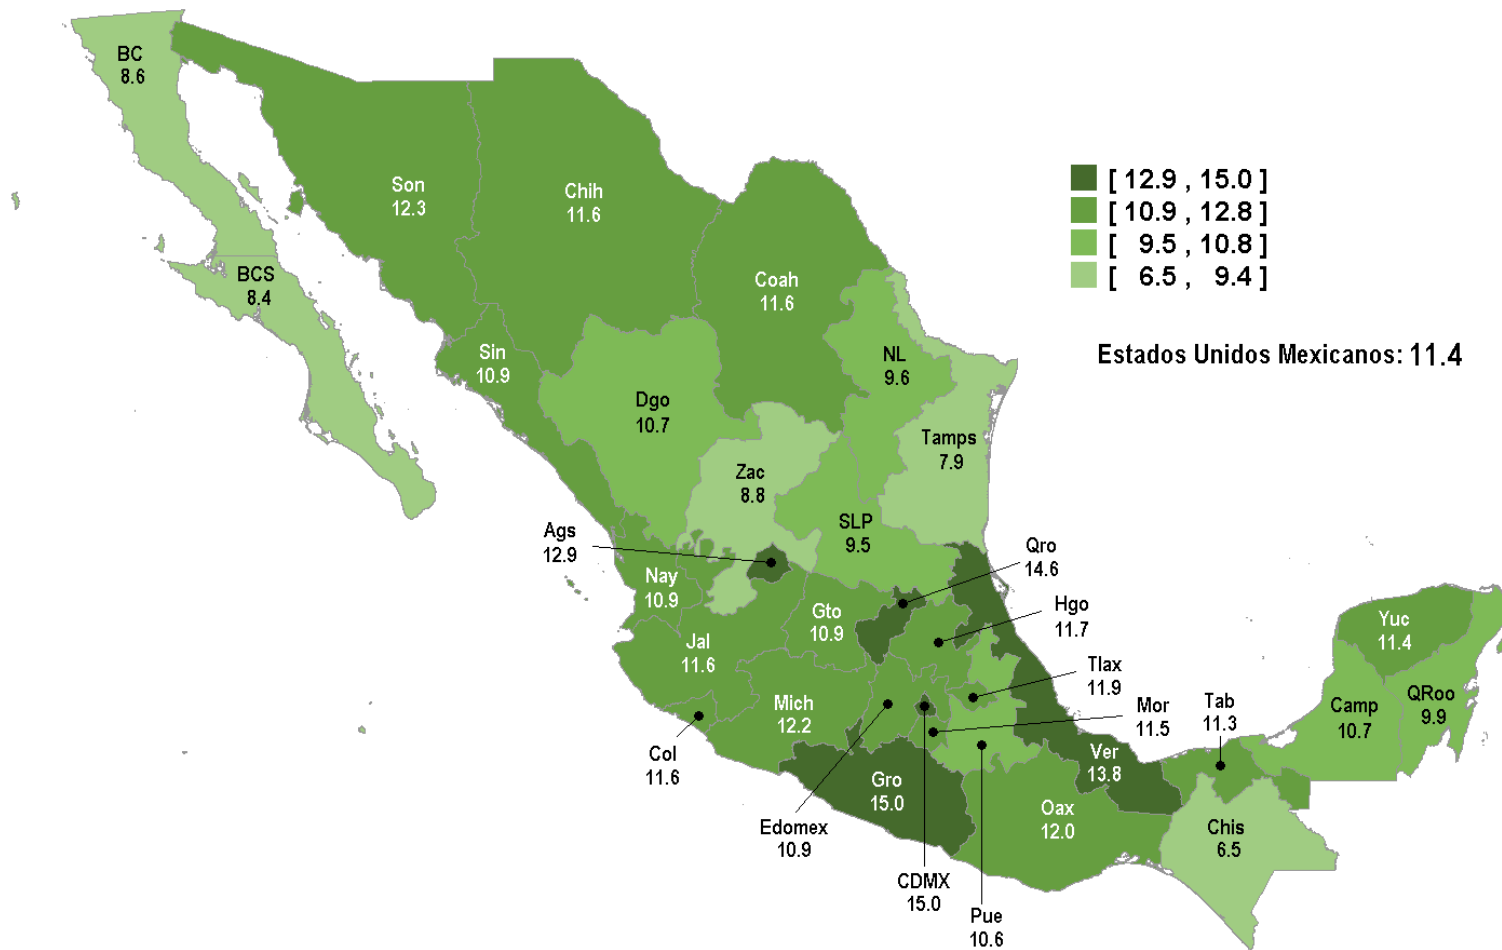 BC
8.6
Son
12.3
Chih
11.6
[ 12.9 , 15.0 ]
[ 10.9 , 12.8 ]
[ 9.5 , 10.8 ]
[ 6.5 , 9.4 ]
BCS
8.4
Coah
11.6
Estados Unidos Mexicanos: 11.4
Sin
10.9
NL
9.6
Dgo
10.7
Tamps
7.9
Zac
8.8
SLP
9.5
Ags
12.9
Qro
14.6
Nay
10.9
Gto
10.9
Hgo
11.7
Yuc
11.4
Jal
11.6
Tlax
11.9
Mich
12.2
Mor
11.5
Tab
11.3
Camp
10.7
QRoo
9.9
Col
11.6
Ver
13.8
Gro
15.0
Oax
12.0
Edomex
10.9
Chis
6.5
CDMX
15.0
Pue
10.6